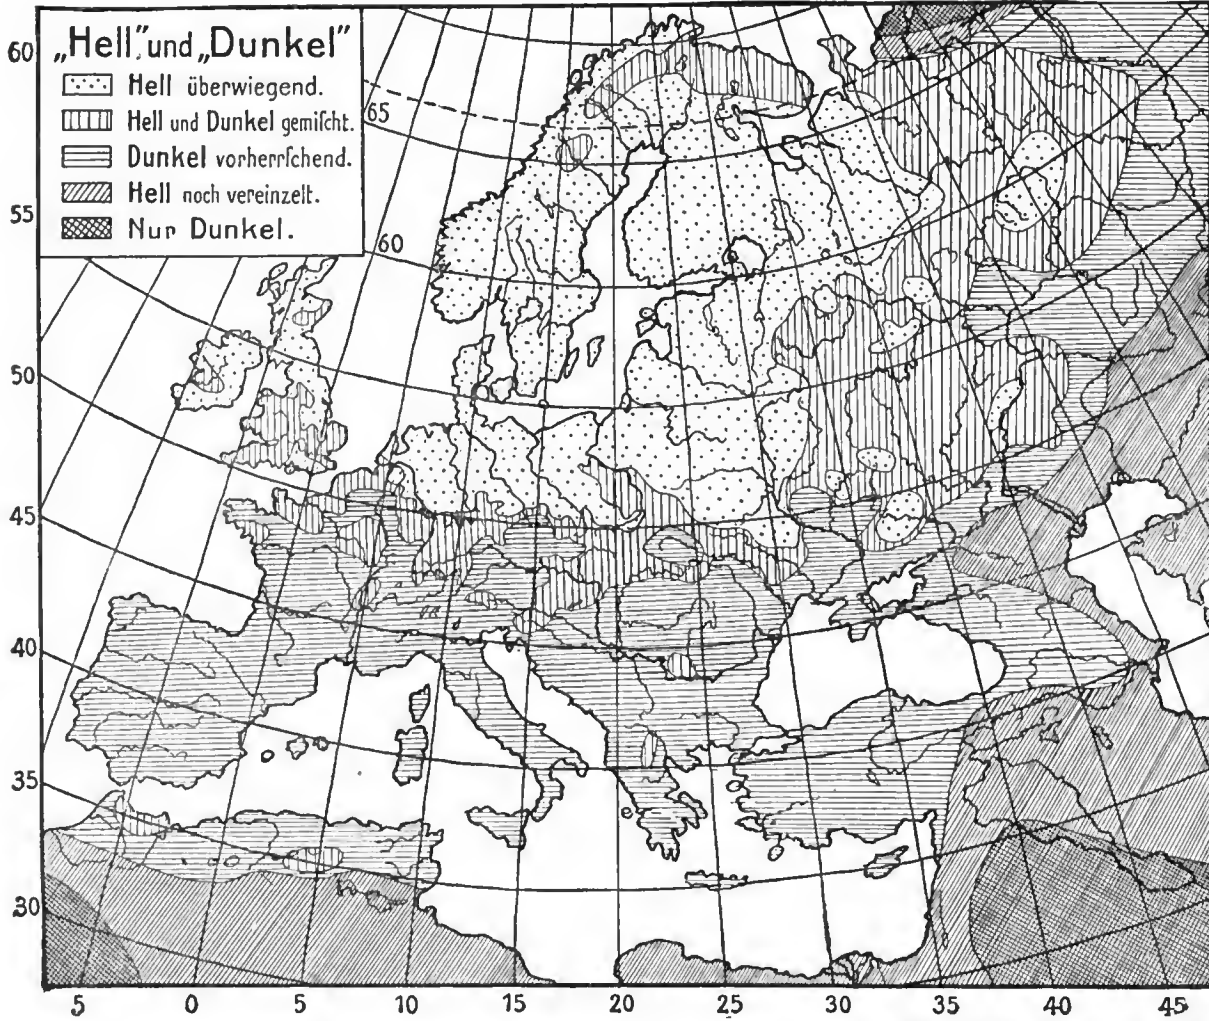 „Hell,"und„Dunkel"
Hell überwiegend.
Hell und Dunkel gemiſcht.
Dunkel vorherrſchend.
Hell noch vereinzelt.
Nur Dunkel.
60
65
55
60
50
45
40
35
30
5 0 5 10 15 20 25 30 35 40 45